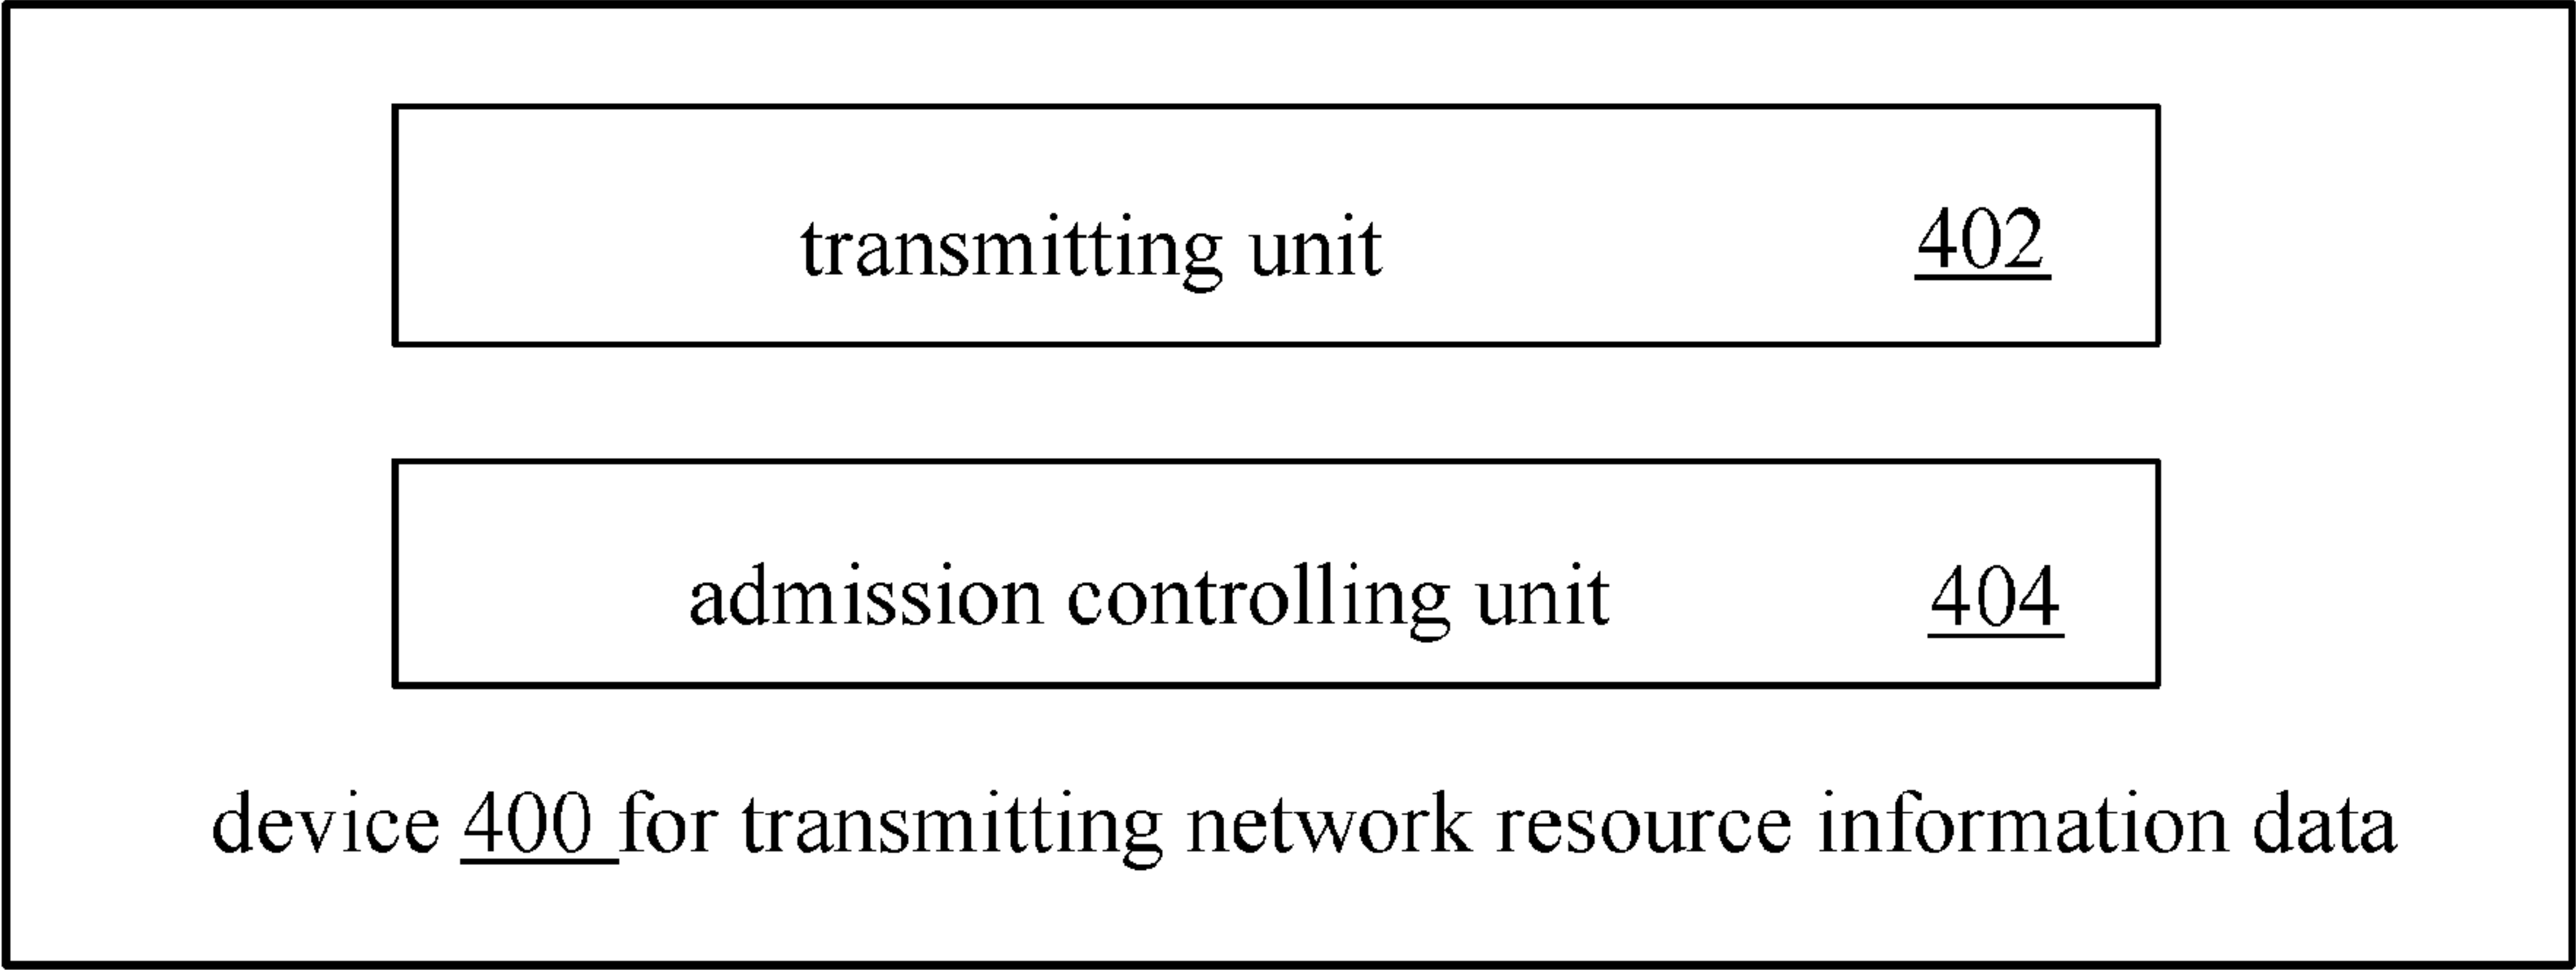 transmitting unit 402
admission controlling unit 404
device 400 for transmitting network resource information data